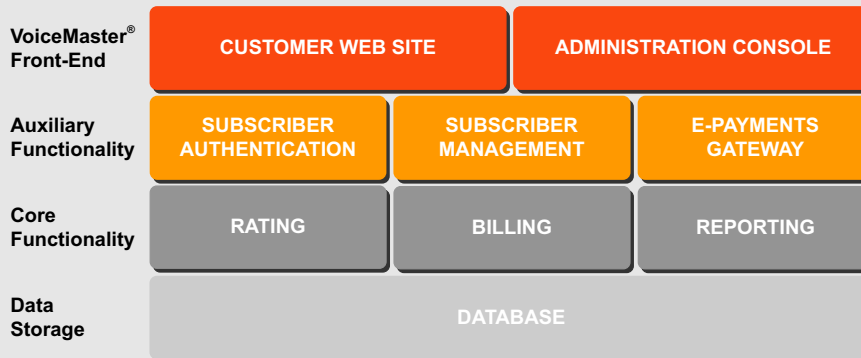 VoiceMaster®
Front-End
CUSTOMER WEB SITE
ADMINISTRATION CONSOLE
Auxiliary
Functionality
SUBSCRIBER
AUTHENTICATION
SUBSCRIBER
MANAGEMENT
E-PAYMENTS
GATEWAY
Core
Functionality
RATING
BILLING
REPORTING
Data
Storage
DATABASE